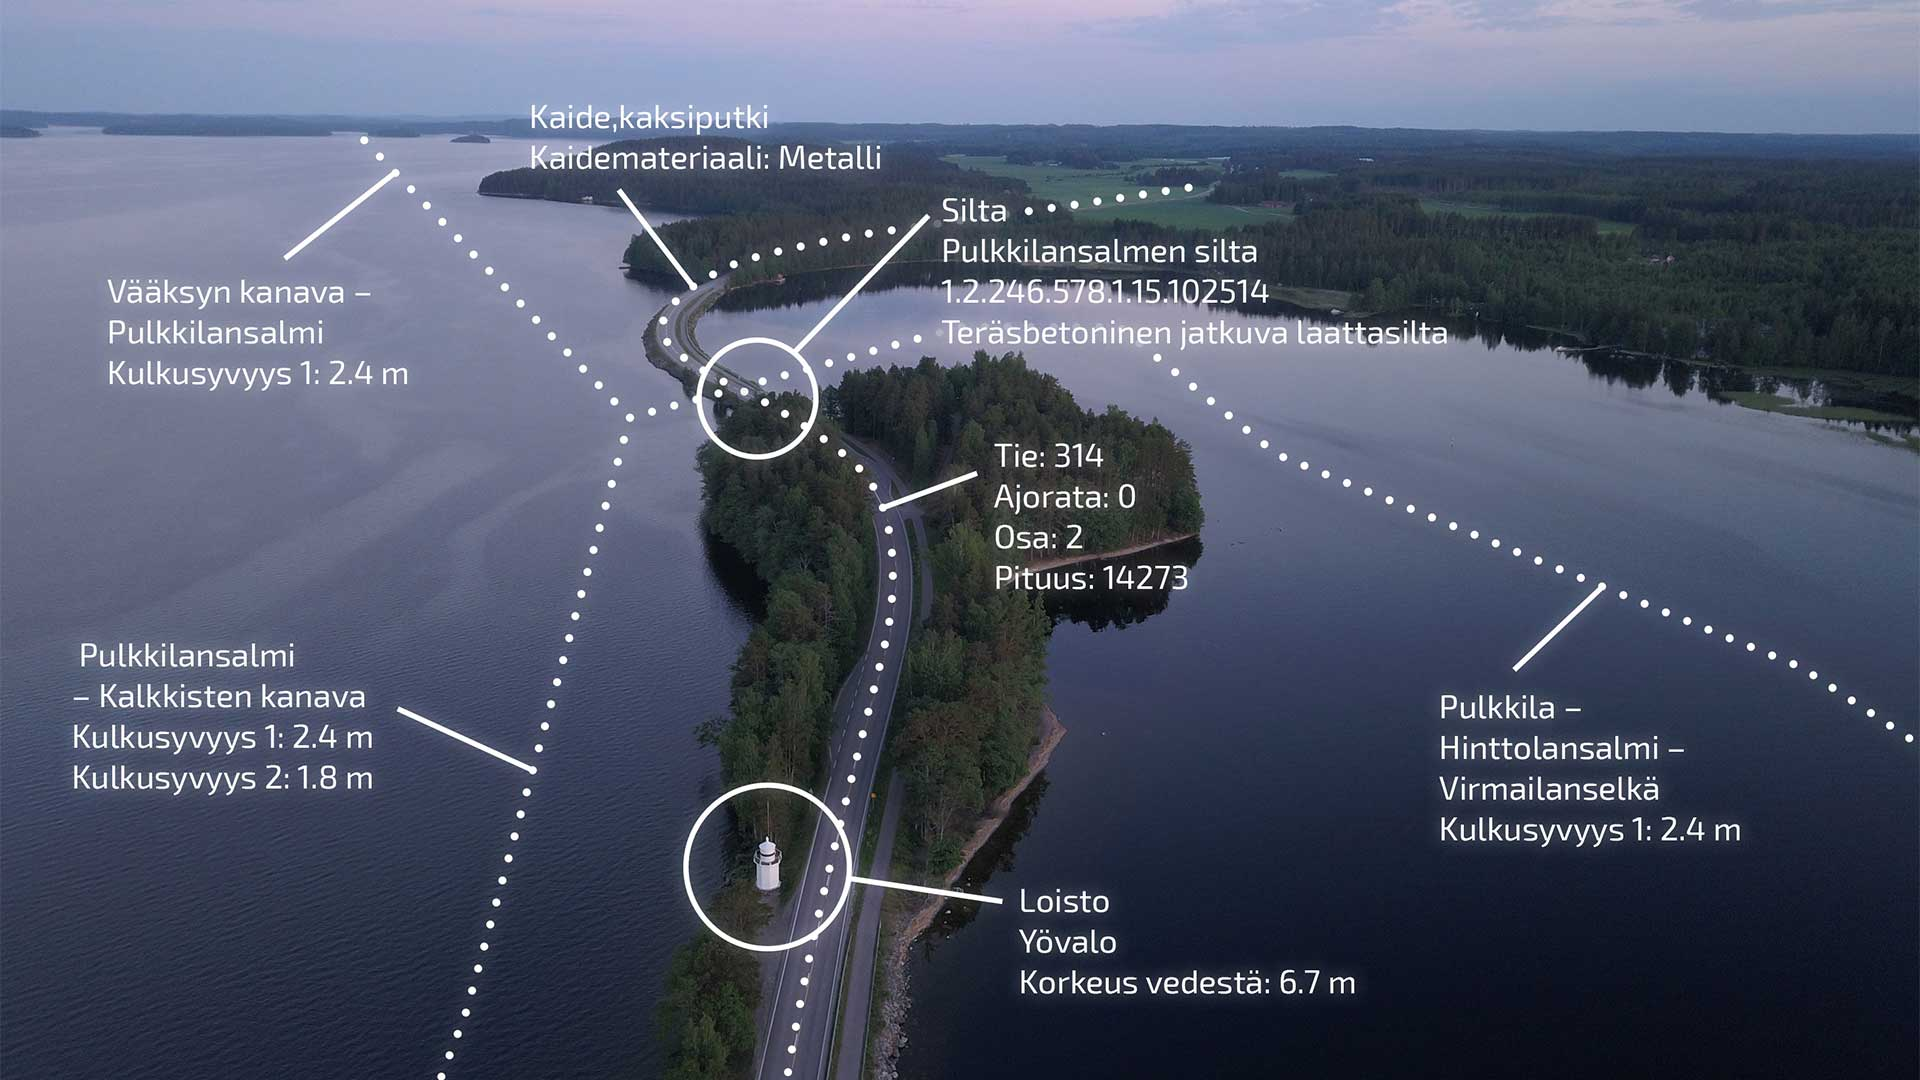 Kaide,kaksiputki
Kaidemateriaali: Metalli
Silta
Pulkkilansalmen silta
1.2.246.578.1.15.102514
Teräsbetoninen jatkuva laattasilta
Vääksyn kanava –
Pulkkilansalmi
Kulkusyvyys 1: 2.4 m
Tie: 314
Ajorata: 0
Osa: 2
Pituus: 14273
Pulkkilansalmi
– Kalkkisten kanava
Kulkusyvyys 1: 2.4 m
Kulkusyvyys 2: 1.8 m
Pulkkila –
Hinttolansalmi –
Virmailanselkä
Kulkusyvyys 1: 2.4 m
Loisto
Yövalo
Korkeus vedestä: 6.7 m